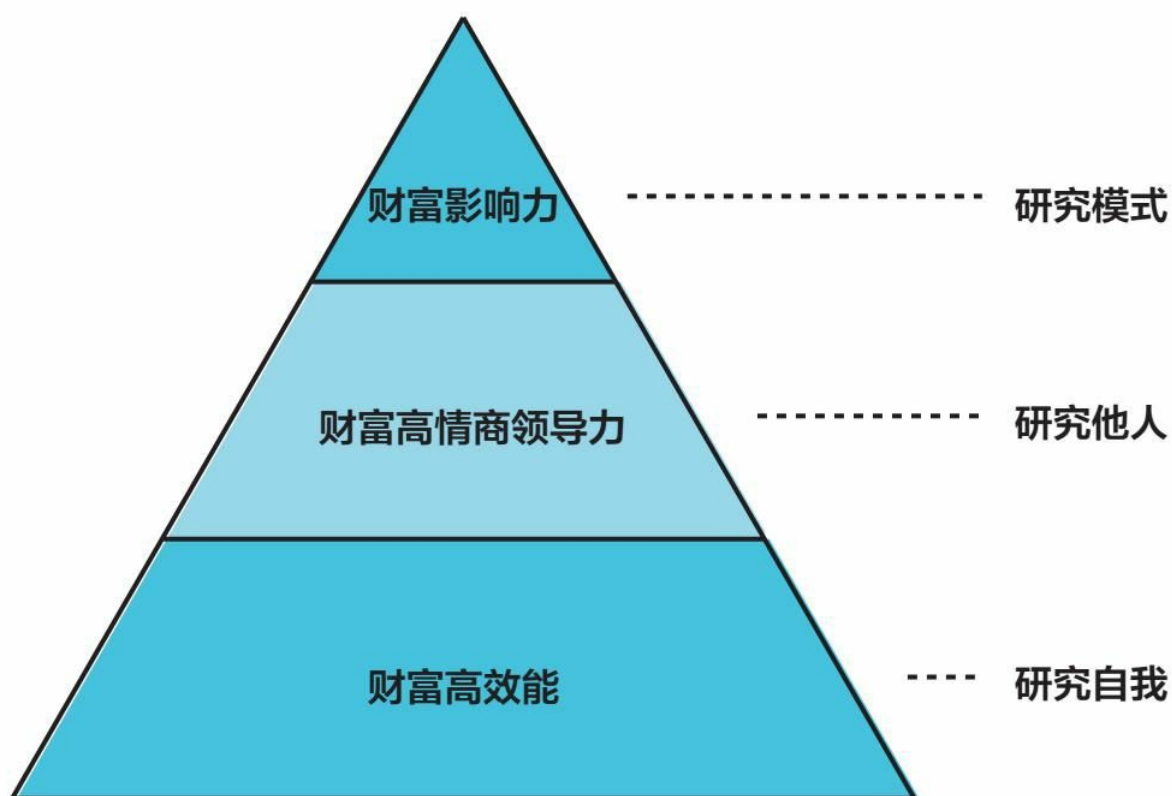 财富影响力
研究模式
财富高情商领导力
研究他人
财富高效能
研究自我